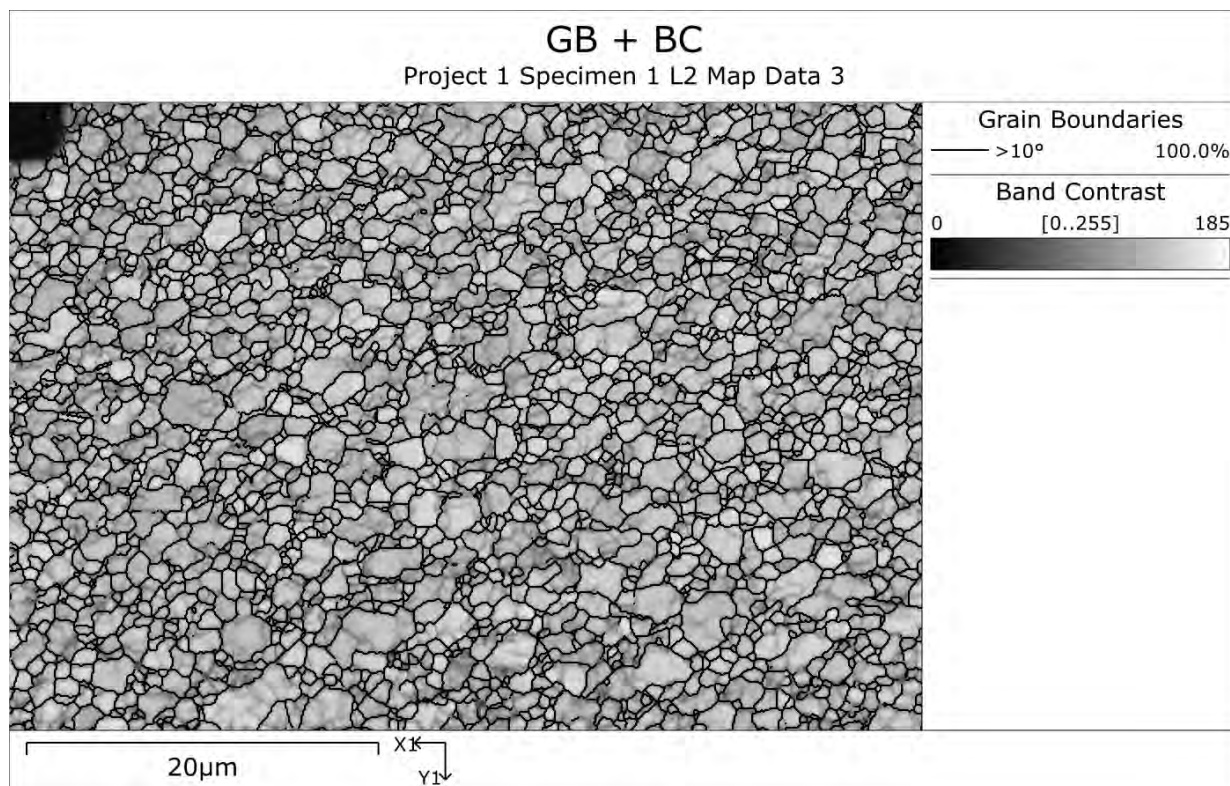 GB + BC
Project 1 Specimen 1 L2 Map Data 3
Grain Boundaries
>10° 100.0%
Band Contrast
0 [0..255] 185
20µm
X1
Y1